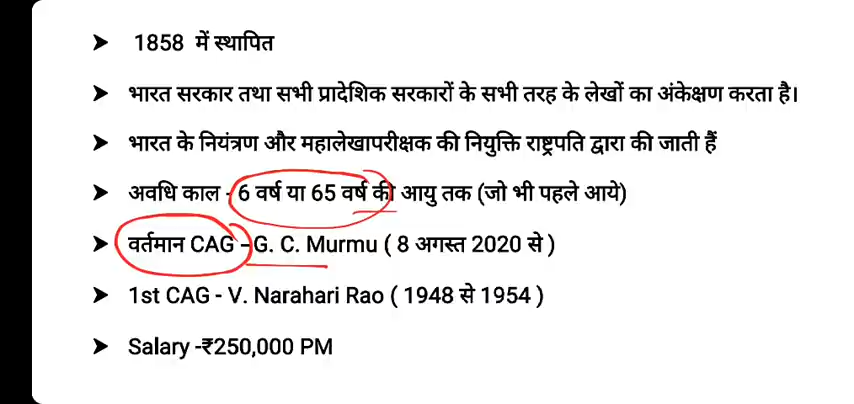 ➤ 1858 में स्थापित
➤ भारत सरकार तथा सभी प्रादेशिक सरकारों के सभी तरह के लेखों का अंकेक्षण करता है।
➤ भारत के नियंत्रण और महालेखापरीक्षक की नियुक्ति राष्ट्रपति द्वारा की जाती हैं
➤ अवधि काल - 6 वर्ष या 65 वर्ष की आयु तक (जो भी पहले आये)
➤ वर्तमान CAG –G. C. Murmu ( 8 अगस्त 2020 से )
➤ 1st CAG - V. Narahari Rao ( 1948 से 1954 )
➤ Salary -₹250,000 PM